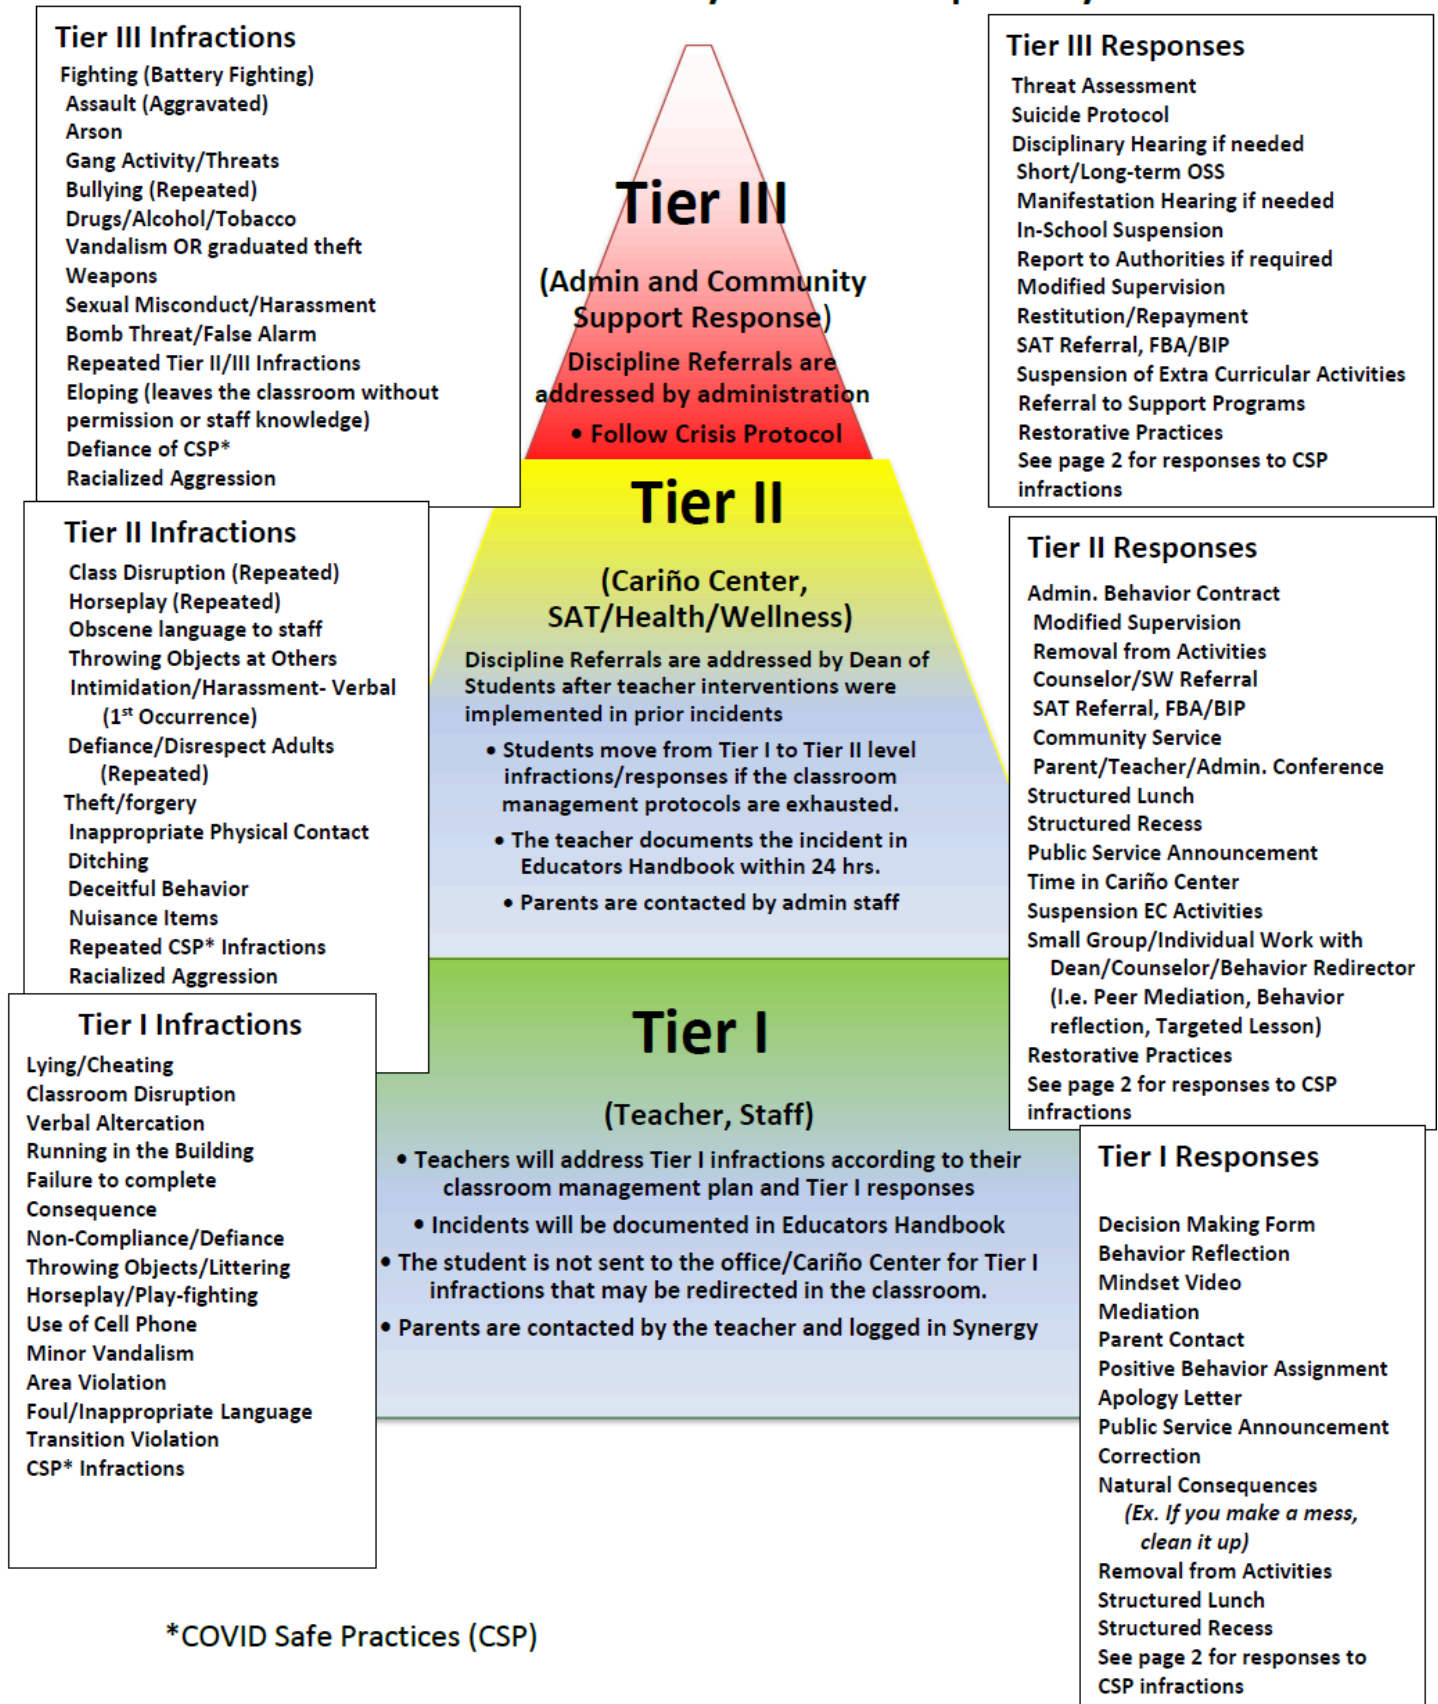 Tier III Infractions
Fighting (Battery Fighting)
Assault (Aggravated)
Arson
Gang Activity/Threats
Bullying (Repeated)
Drugs/Alcohol/Tobacco
Vandalism OR graduated theft
Weapons
Sexual Misconduct/Harassment
Bomb Threat/False Alarm
Repeated Tier II/III Infractions
Eloping (leaves the classroom without
permission or staff knowledge)
Defiance of CSP*
Racialized Aggression
Tier II Infractions
Class Disruption (Repeated)
Horseplay (Repeated)
Obscene language to staff
Throwing Objects at Others
Intimidation/Harassment- Verbal
(1st Occurrence)
Defiance/Disrespect Adults
(Repeated)
Theft/forgery
Inappropriate Physical Contact
Ditching
Deceitful Behavior
Nuisance Items
Repeated CSP* Infractions
Racialized Aggression
Tier I Infractions
Lying/Cheating
Classroom Disruption
Verbal Altercation
Running in the Building
Failure to complete
Consequence
Non-Compliance/Defiance
Throwing Objects/Littering
Horseplay/Play-fighting
Use of Cell Phone
Minor Vandalism
Area Violation
Foul/Inappropriate Language
Transition Violation
CSP* Infractions
Tier III
(Admin and Community
Support Response)
Discipline Referrals are
addressed by administration
• Follow Crisis Protocol
Tier II
(Cariño Center,
SAT/Health/Wellness)
Discipline Referrals are addressed by Dean of
Students after teacher interventions were
implemented in prior incidents
• Students move from Tier I to Tier II level
infractions/responses if the classroom
management protocols are exhausted.
• The teacher documents the incident in
Educators Handbook within 24 hrs.
• Parents are contacted by admin staff
Tier I
(Teacher, Staff)
• Teachers will address Tier I infractions according to their
classroom management plan and Tier I responses
• Incidents will be documented in Educators Handbook
• The student is not sent to the office/Cariño Center for Tier I
infractions that may be redirected in the classroom.
• Parents are contacted by the teacher and logged in Synergy
Tier III Responses
Threat Assessment
Suicide Protocol
Disciplinary Hearing if needed
Short/Long-term OSS
Manifestation Hearing if needed
In-School Suspension
Report to Authorities if required
Modified Supervision
Restitution/Repayment
SAT Referral, FBA/BIP
Suspension of Extra Curricular Activities
Referral to Support Programs
Restorative Practices
See page 2 for responses to CSP
infractions
Tier II Responses
Admin. Behavior Contract
Modified Supervision
Removal from Activities
Counselor/SW Referral
SAT Referral, FBA/BIP
Community Service
Parent/Teacher/Admin. Conference
Structured Lunch
Structured Recess
Public Service Announcement
Time in Cariño Center
Suspension EC Activities
Small Group/Individual Work with
Dean/Counselor/Behavior Redirector
(I.e. Peer Mediation, Behavior
reflection, Targeted Lesson)
Restorative Practices
See page 2 for responses to CSP
infractions
Tier I Responses
Decision Making Form
Behavior Reflection
Mindset Video
Mediation
Parent Contact
Positive Behavior Assignment
Apology Letter
Public Service Announcement
Correction
Natural Consequences
(Ex. If you make a mess,
clean it up)
Removal from Activities
Structured Lunch
Structured Recess
See page 2 for responses to
CSP infractions
*COVID Safe Practices (CSP)